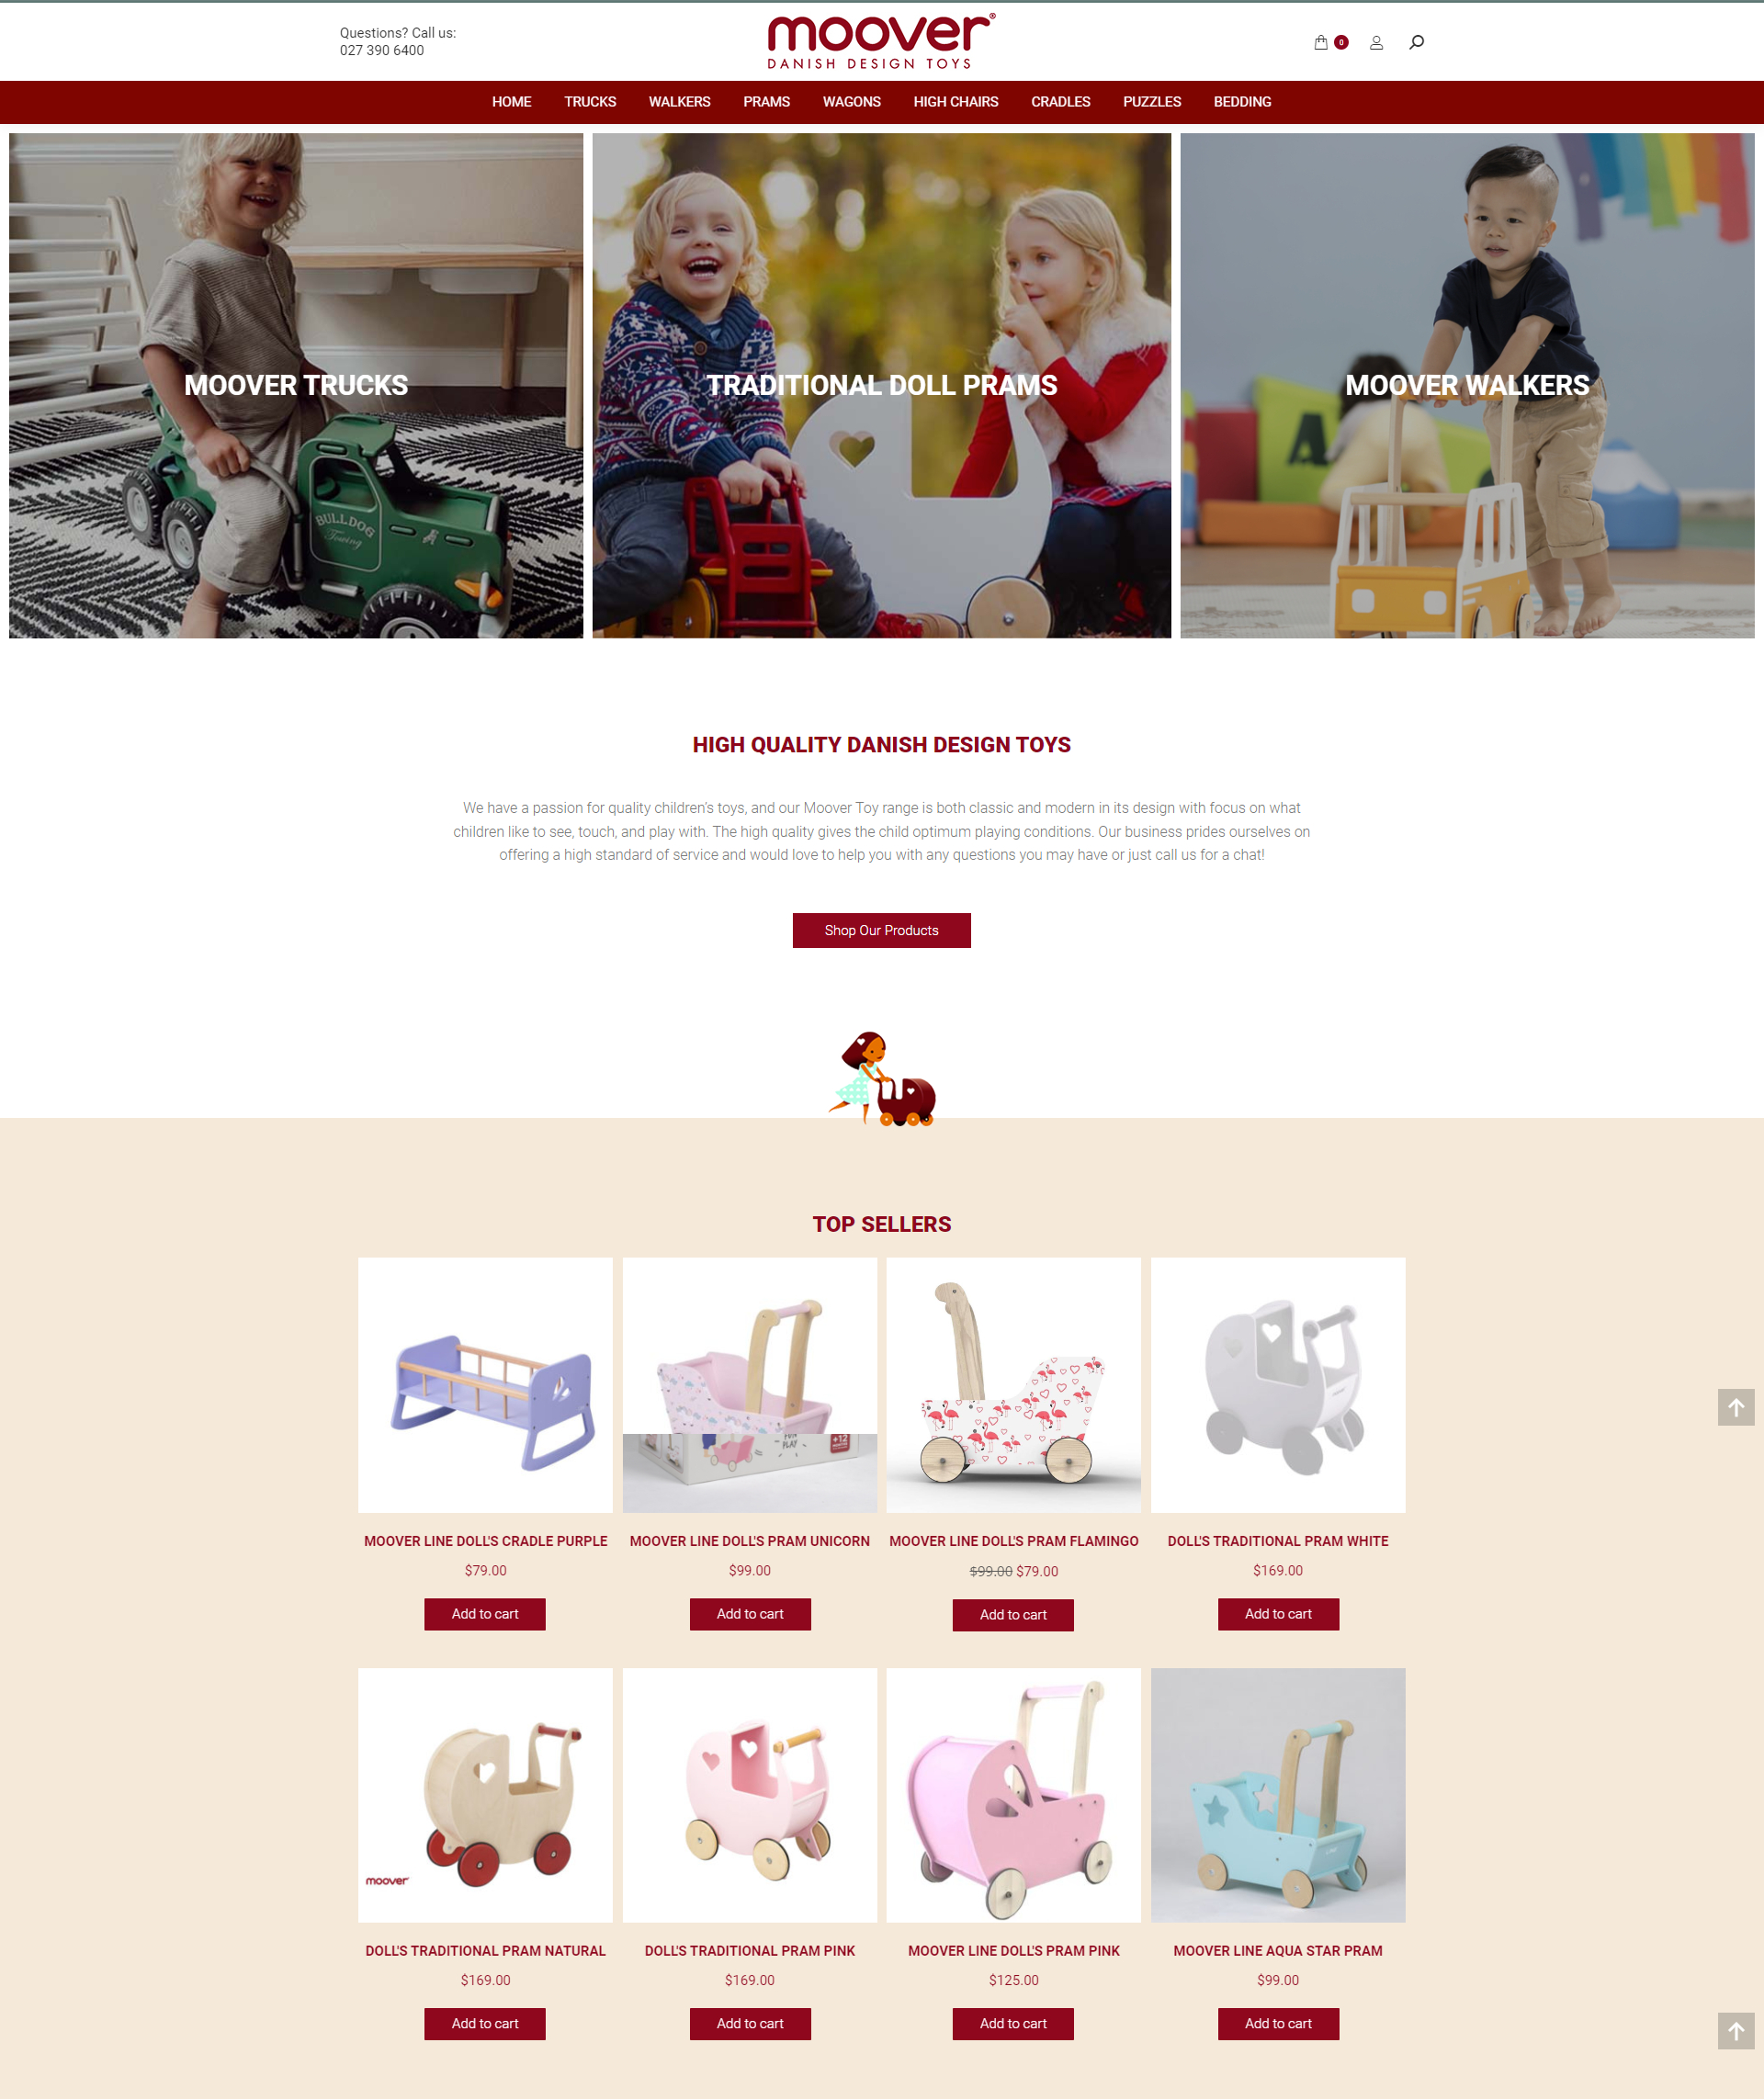 Questions? Call us:
027 390 6400
moover®
DANISH DESIGN TOYS
0
HOME TRUCKS WALKERS PRAMS WAGONS HIGH CHAIRS CRADLES PUZZLES BEDDING
BULLDOG
Towing
A
MOOVER TRUCKS
TRADITIONAL DOLL PRAMS
MOOVER WALKERS
HIGH QUALITY DANISH DESIGN TOYS
We have a passion for quality children's toys, and our Moover Toy range is both classic and modern in its design with focus on what
children like to see, touch, and play with. The high quality gives the child optimum playing conditions. Our business prides ourselves on
offering a high standard of service and would love to help you with any questions you may have or just call us for a chat!
Shop Our Products
TOP SELLERS
PLAY
+12
MOOVER LINE DOLL'S CRADLE PURPLE
$79.00
Add to cart
MOOVER LINE DOLL'S PRAM UNICORN
$99.00
Add to cart
MOOVER LINE DOLL'S PRAM FLAMINGO
$99.00 $79.00
Add to cart
DOLL'S TRADITIONAL PRAM WHITE
$169.00
Add to cart
moover
DOLL'S TRADITIONAL PRAM NATURAL
$169.00
Add to cart
DOLL'S TRADITIONAL PRAM PINK
$169.00
Add to cart
MOOVER LINE DOLL'S PRAM PINK
$125.00
Add to cart
MOOVER LINE AQUA STAR PRAM
$99.00
Add to cart